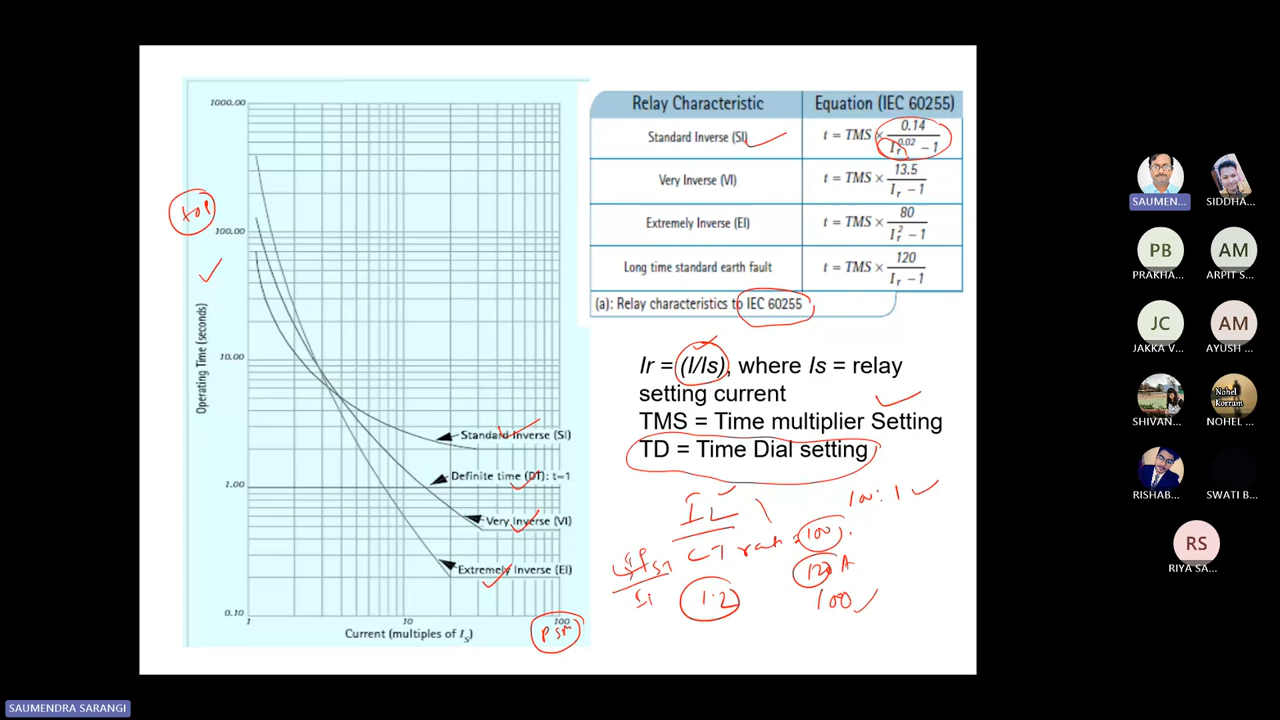 1000.00
100.00
10.00
1.00
0.10
1
10
100
Operating Time (seconds)
Current (multiples of IS)
Standard Inverse (SI)
Definite time (DT): t=1
Very Inverse (VI)
Extremely Inverse (EI)
top
PSM
Relay Characteristic Equation (IEC 60255)
Standard Inverse (SI) t = TMS × 0.14 / Ir^0.02 − 1
Very Inverse (VI) t = TMS × 13.5 / Ir − 1
Extremely Inverse (EI) t = TMS × 80 / Ir^2 − 1
Long time standard earth fault t = TMS × 120 / Ir − 1
(a): Relay characteristics to IEC 60255
Ir = (I/Is), where Is = relay
setting current
TMS = Time multiplier Setting
TD = Time Dial setting
IL
CT ratio
100
120 A
1.2
100
SAUMEN...
SIDDHA...
PB
PRAKHA...
AM
ARPIT S...
JC
JAKKA V...
AM
AYUSH ...
SHIVAN...
Nohel
Korram
NOHEL ...
RISHAB...
SWATI B...
RS
RIYA SA...
SAUMENDRA SARANGI